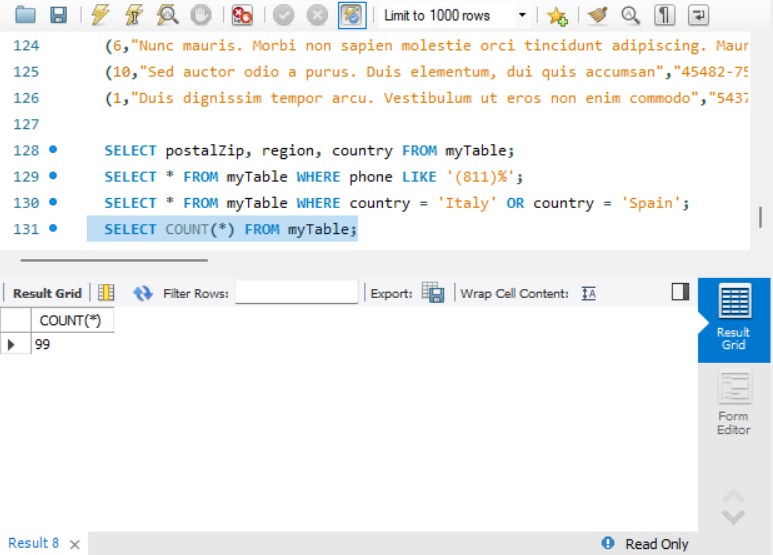 Limit to 1000 rows
124 (6,"Nunc mauris. Morbi non sapien molestie orci tincidunt adipiscing. Maur
125 (10,"Sed auctor odio a purus. Duis elementum, dui quis accumsan","45482-75
126 (1,"Duis dignissim tempor arcu. Vestibulum ut eros non enim commodo","5437
127
128 SELECT postalZip, region, country FROM myTable;
129 SELECT * FROM myTable WHERE phone LIKE '(811)%';
130 SELECT * FROM myTable WHERE country = 'Italy' OR country = 'Spain';
131 SELECT COUNT(*) FROM myTable;
Result Grid Filter Rows: Export: Wrap Cell Content: IA
COUNT(*)
99
Result
Grid
Form
Editor
Result 8 × Read Only